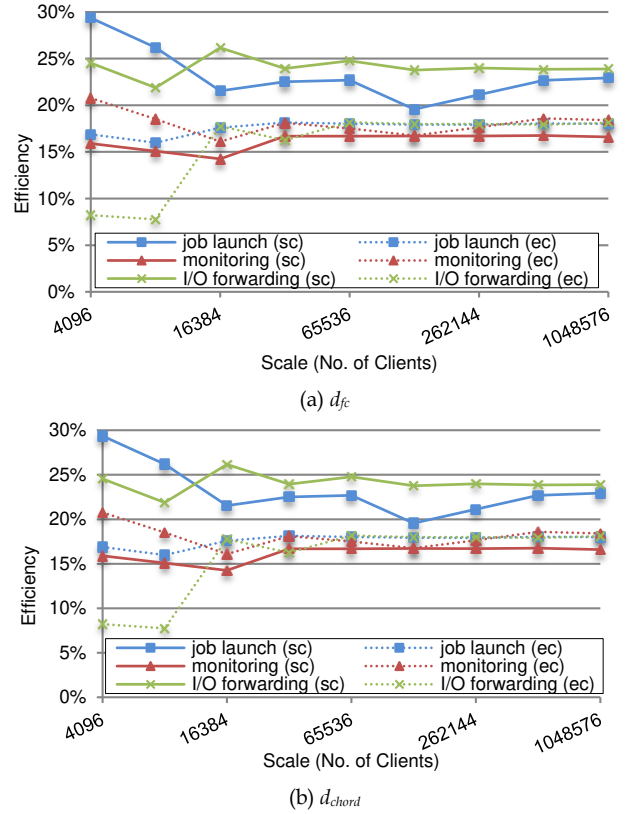 30%
25%
20%
15%
10%
5%
0%
Efficiency
job launch (sc) job launch (ec)
monitoring (sc) monitoring (ec)
I/O forwarding (sc) I/O forwarding (ec)
4096 16384 65536 262144 1048576
Scale (No. of Clients)
(a) dfc
30%
25%
20%
15%
10%
5%
0%
Efficiency
job launch (sc) job launch (ec)
monitoring (sc) monitoring (ec)
I/O forwarding (sc) I/O forwarding (ec)
4096 16384 65536 262144 1048576
Scale (No. of Clients)
(b) dchord